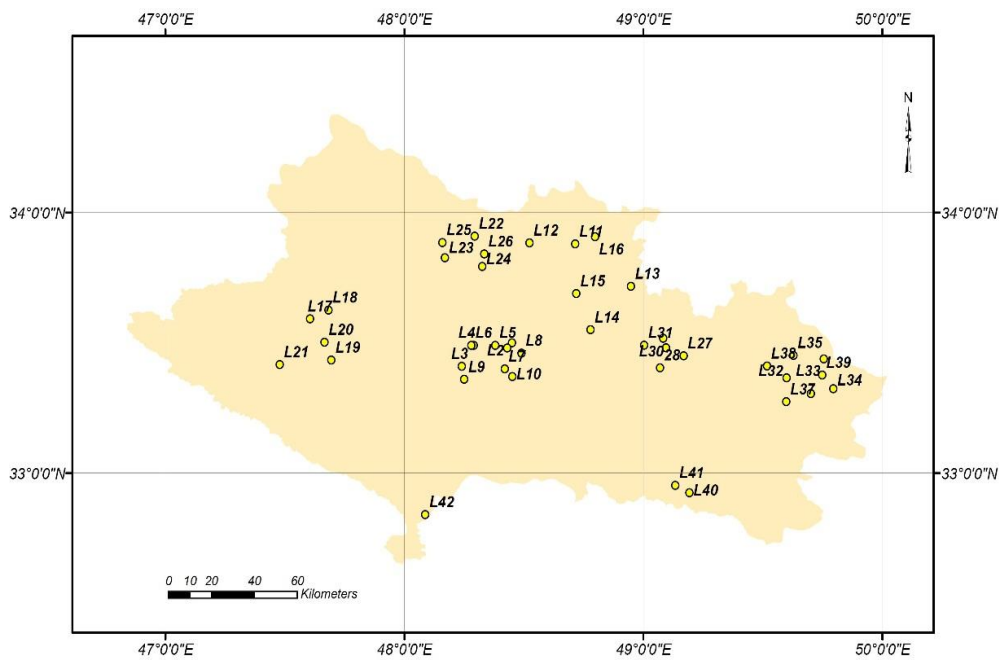 47°0'0"E 48°0'0"E 49°0'0"E 50°0'0"E
N
34°0'0"N 34°0'0"N
L25 L22 L12 L11
L23 L26 L16
L24
L13
L15
L17 L18
L14
L20 L4 L6 L5 L8 L31 L35
L21 L19 L3 L2 L7 L30 28 L27 L38 L39
L9 L10 L32 L33 L34
L37
33°0'0"N 33°0'0"N
L41
L40
L42
0 10 20 40 60
Kilometers
47°0'0"E 48°0'0"E 49°0'0"E 50°0'0"E